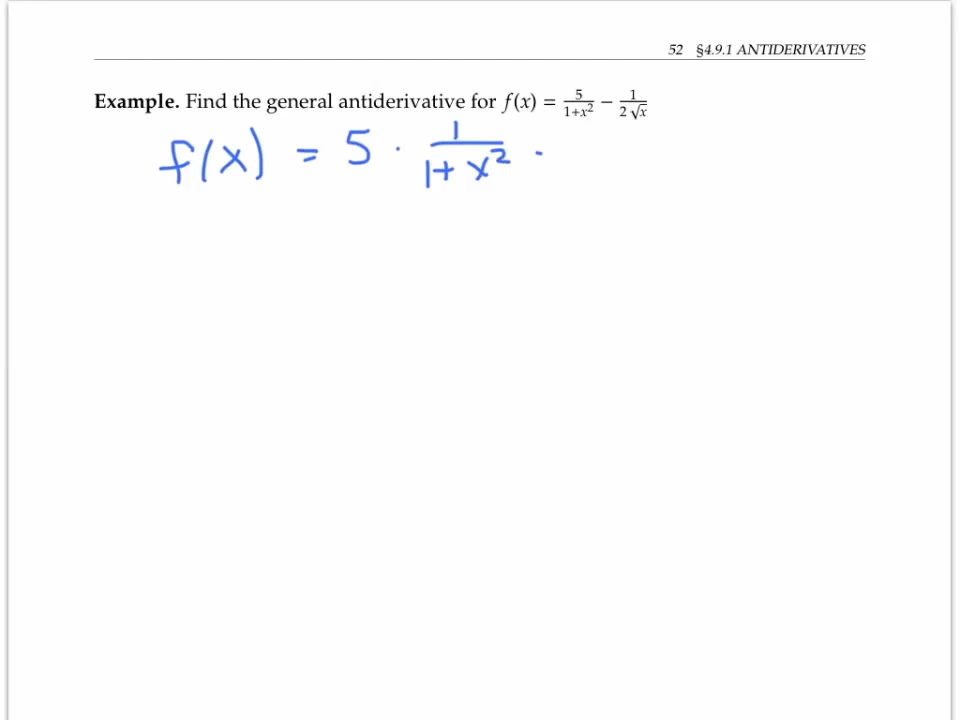 52 §4.9.1 ANTIDERIVATIVES
Example. Find the general antiderivative for f(x) = 5/(1+x²) − 1/(2√x)
f(x) = 5 · 1/(1+x²) -